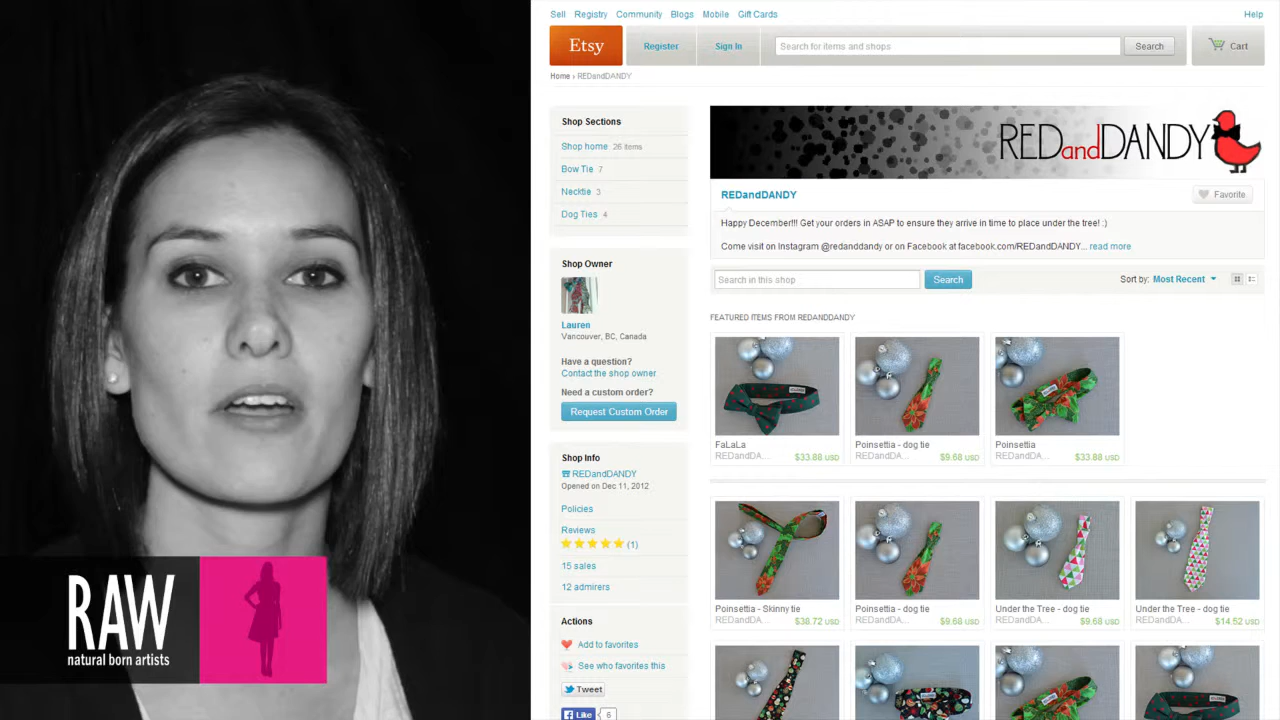 Sell Registry Community Blogs Mobile Gift Cards Help
Etsy Register Sign In Search for items and shops Search Cart
Home › REDandDANDY
REDandDANDY
Shop Sections
Shop home 26 items
Bow Tie 7
Necktie 3
Dog Ties 4
REDandDANDY Favorite
Happy December!!! Get your orders in ASAP to ensure they arrive in time to place under the tree! :)
Come visit on Instagram @redanddandy or on Facebook at facebook.com/REDandDANDY... read more
Shop Owner
Lauren
Vancouver, BC, Canada
Have a question?
Contact the shop owner
Need a custom order?
Request Custom Order
Search in this shop Search Sort by: Most Recent
FEATURED ITEMS FROM REDANDDANDY
FaLaLa
REDandDA... $33.88 USD
Poinsettia - dog tie
REDandDA... $9.68 USD
Poinsettia
REDandDA... $33.88 USD
Shop Info
REDandDANDY
Opened on Dec 11, 2012
Policies
Reviews
(1)
15 sales
12 admirers
Poinsettia - Skinny tie
REDandDA... $38.72 USD
Poinsettia - dog tie
REDandDA... $9.68 USD
Under the Tree - dog tie
REDandDA... $9.68 USD
Under the Tree - dog tie
REDandDA... $14.52 USD
Actions
Add to favorites
See who favorites this
Tweet
Like 6
RAW
natural born artists